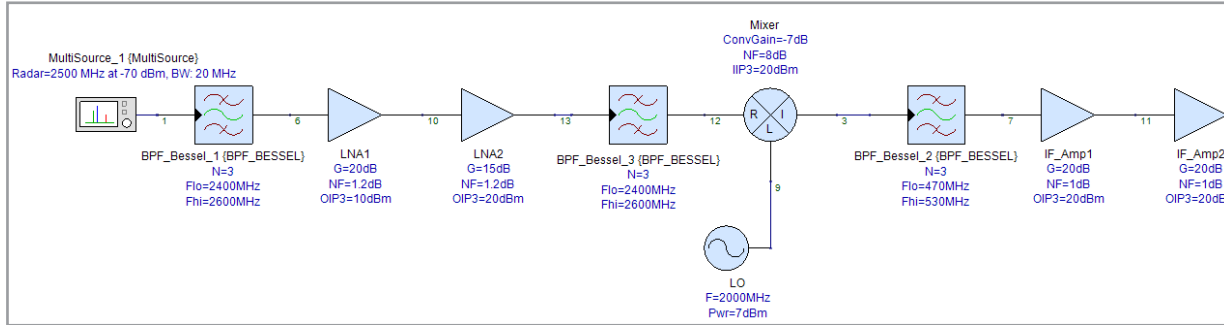 MultiSource_1 {MultiSource}
Radar=2500 MHz at -70 dBm, BW: 20 MHz
1
BPF_Bessel_1 {BPF_BESSEL}
N=3
Flo=2400MHz
Fhi=2600MHz
6
LNA1
G=20dB
NF=1.2dB
OIP3=10dBm
10
LNA2
G=15dB
NF=1.2dB
OIP3=20dBm
13
BPF_Bessel_3 {BPF_BESSEL}
N=3
Flo=2400MHz
Fhi=2600MHz
12
Mixer
ConvGain=-7dB
NF=8dB
IIP3=20dBm
R
I
L
9
LO
F=2000MHz
Pwr=7dBm
3
BPF_Bessel_2 {BPF_BESSEL}
N=3
Flo=470MHz
Fhi=530MHz
7
IF_Amp1
G=20dB
NF=1dB
OIP3=20dBm
11
IF_Amp2
G=20dB
NF=1dB